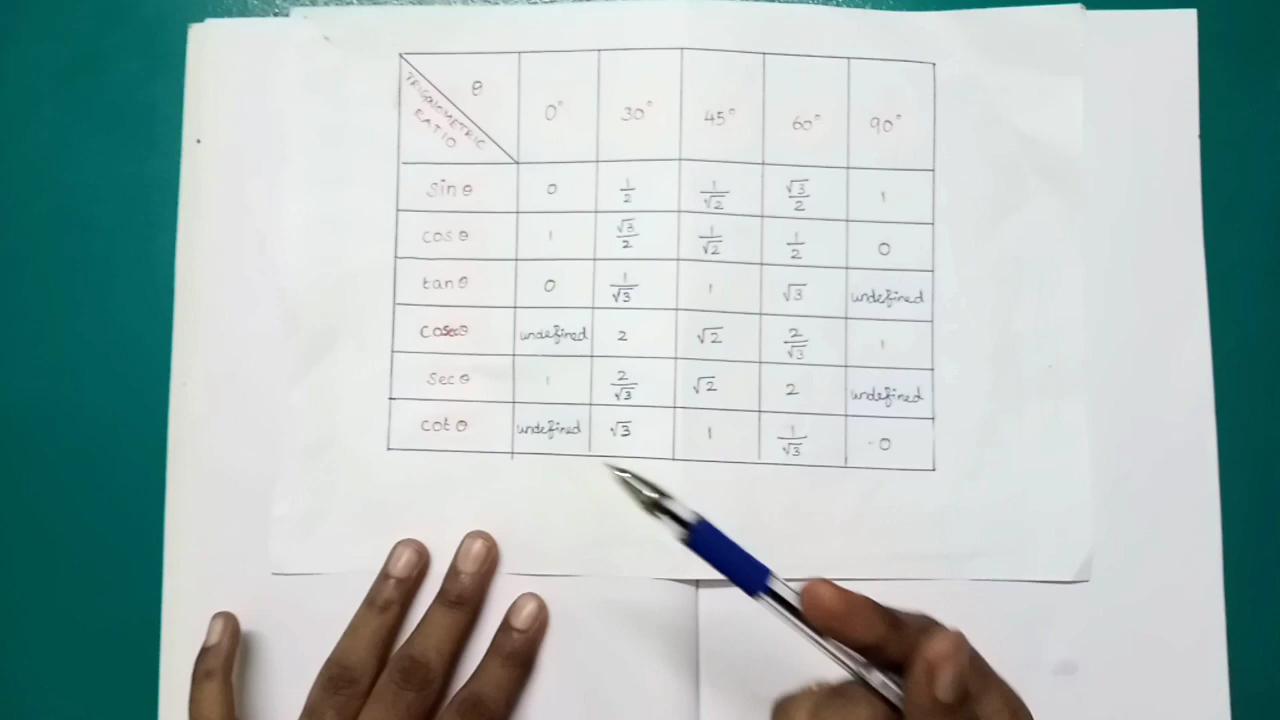 θ
TRIGONOMETRIC
RATIO
0° 30° 45° 60° 90°
sin θ 0 1/2 1/√2 √3/2 1
cos θ 1 √3/2 1/√2 1/2 0
tan θ 0 1/√3 1 √3 undefined
cosec θ undefined 2 √2 2/√3 1
sec θ 1 2/√3 √2 2 undefined
cot θ undefined √3 1 1/√3 0